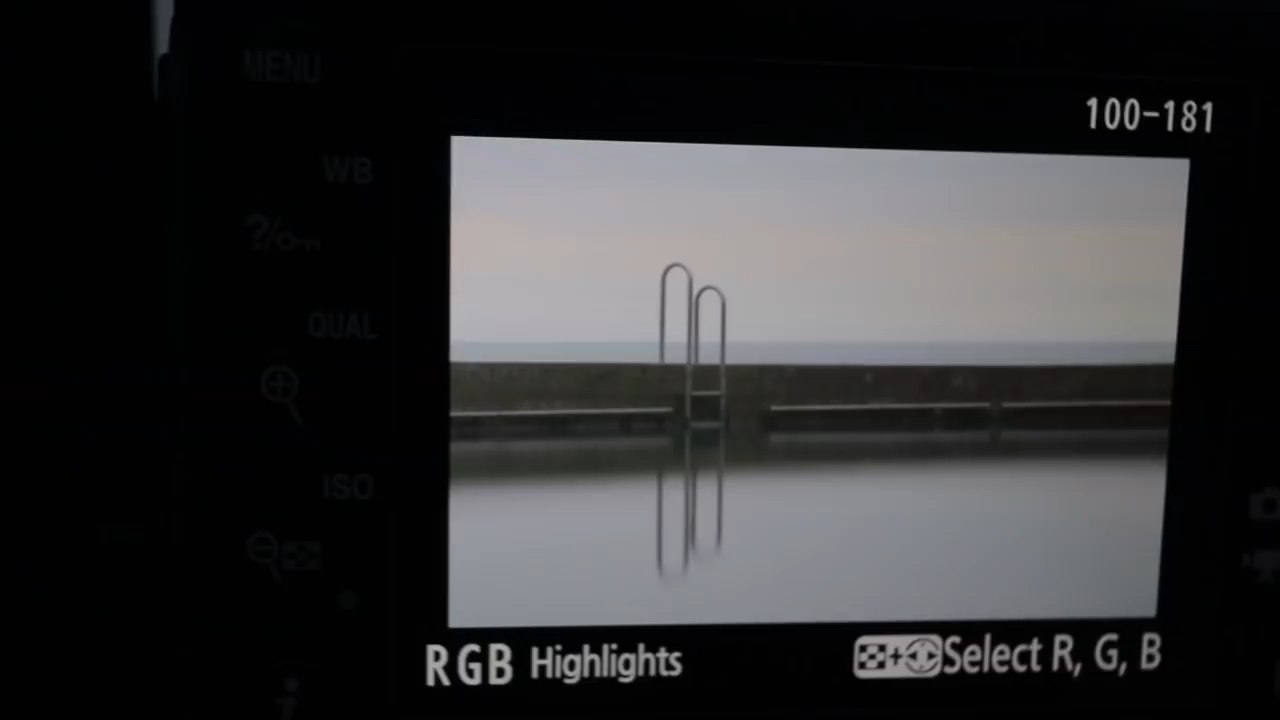 MENU
100-181
WB
?/
QUAL
ISO
RGB Highlights
+ Select R, G, B
i